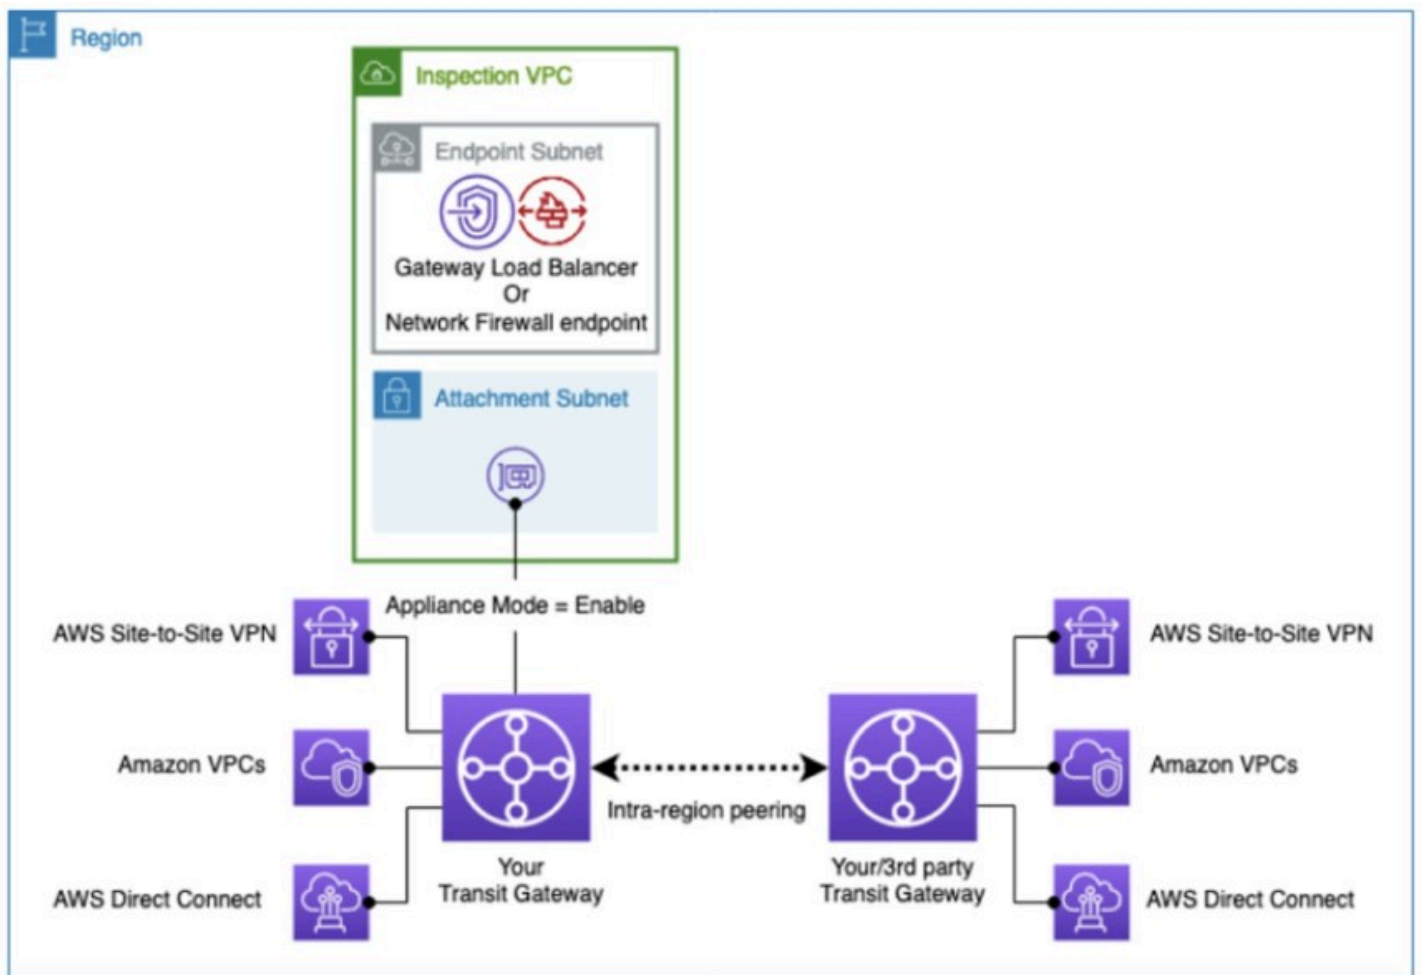 Region
Inspection VPC
Endpoint Subnet
Gateway Load Balancer
Or
Network Firewall endpoint
Attachment Subnet
Appliance Mode = Enable
AWS Site-to-Site VPN
AWS Site-to-Site VPN
Amazon VPCs
Amazon VPCs
Intra-region peering
Your
Transit Gateway
Your/3rd party
Transit Gateway
AWS Direct Connect
AWS Direct Connect